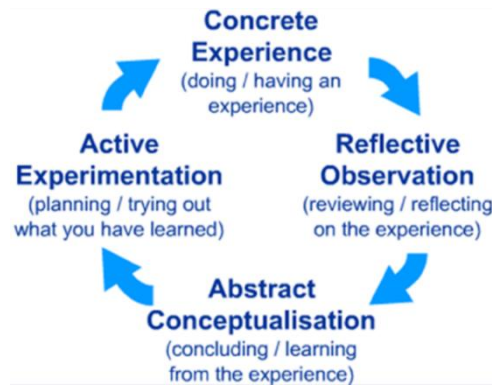 Concrete
Experience
(doing / having an
experience)
Reflective
Observation
(reviewing / reflecting
on the experience)
Abstract
Conceptualisation
(concluding / learning
from the experience)
Active
Experimentation
(planning / trying out
what you have learned)